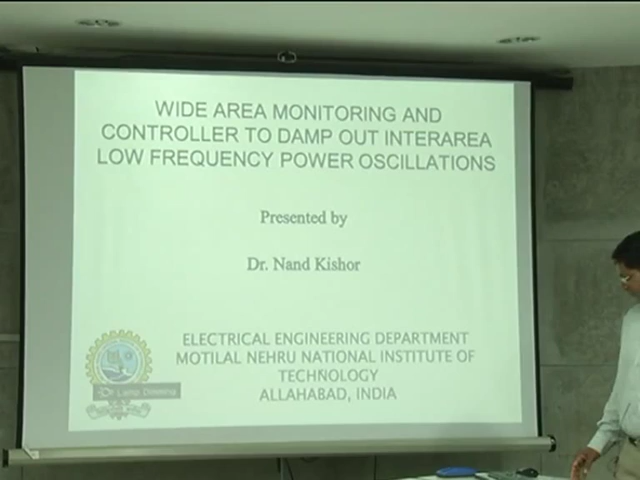 WIDE AREA MONITORING AND
CONTROLLER TO DAMP OUT INTERAREA
LOW FREQUENCY POWER OSCILLATIONS
Presented by
Dr. Nand Kishor
ELECTRICAL ENGINEERING DEPARTMENT
MOTILAL NEHRU NATIONAL INSTITUTE OF
TECHNOLOGY
ALLAHABAD, INDIA